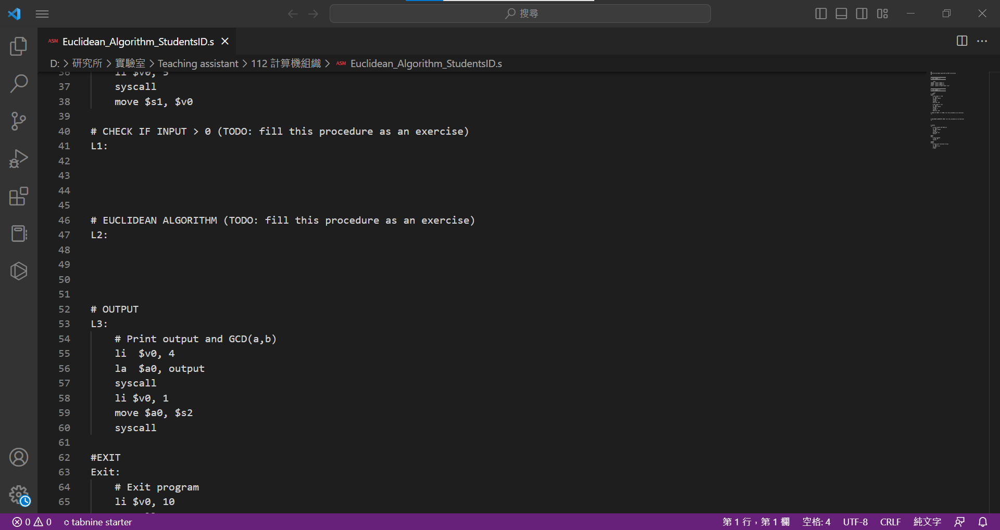 搜尋
ASM Euclidean_Algorithm_StudentsID.s
D: > 研究所 > 實驗室 > Teaching assistant > 112 計算機組織 > ASM Euclidean_Algorithm_StudentsID.s
36 li $v0, 5
37 syscall
38 move $s1, $v0
39
40 # CHECK IF INPUT > 0 (TODO: fill this procedure as an exercise)
41 L1:
42
43
44
45
46 # EUCLIDEAN ALGORITHM (TODO: fill this procedure as an exercise)
47 L2:
48
49
50
51
52 # OUTPUT
53 L3:
54 # Print output and GCD(a,b)
55 li  $v0, 4
56 la  $a0, output
57 syscall
58 li $v0, 1
59 move $a0, $s2
60 syscall
61
62 #EXIT
63 Exit:
64 # Exit program
65 li $v0, 10
0 0 tabnine starter 第 1 行，第 1 欄 空格: 4 UTF-8 CRLF 純文字